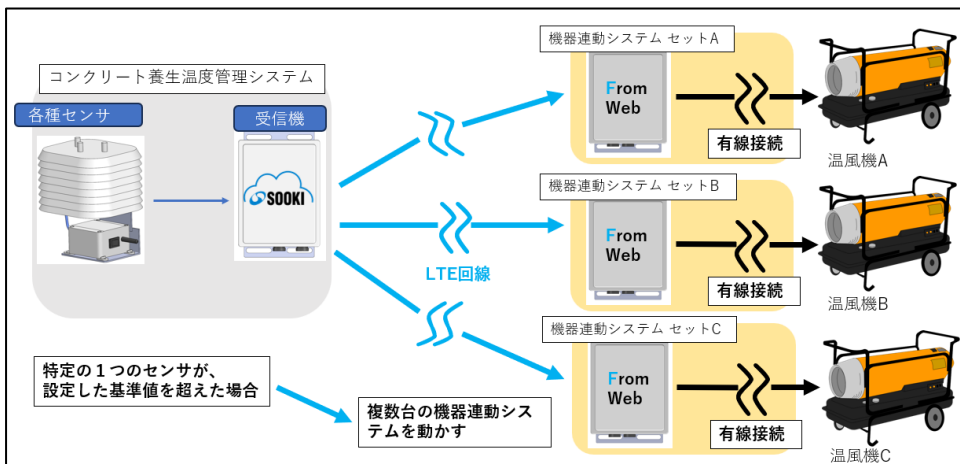 コンクリート養生温度管理システム
各種センサ
受信機
SOOKI
LTE回線
機器連動システム セットA
From
Web
有線接続
温風機A
機器連動システム セットB
From
Web
有線接続
温風機B
機器連動システム セットC
From
Web
有線接続
温風機C
特定の１つのセンサが、
設定した基準値を超えた場合
複数台の機器連動シス
テムを動かす